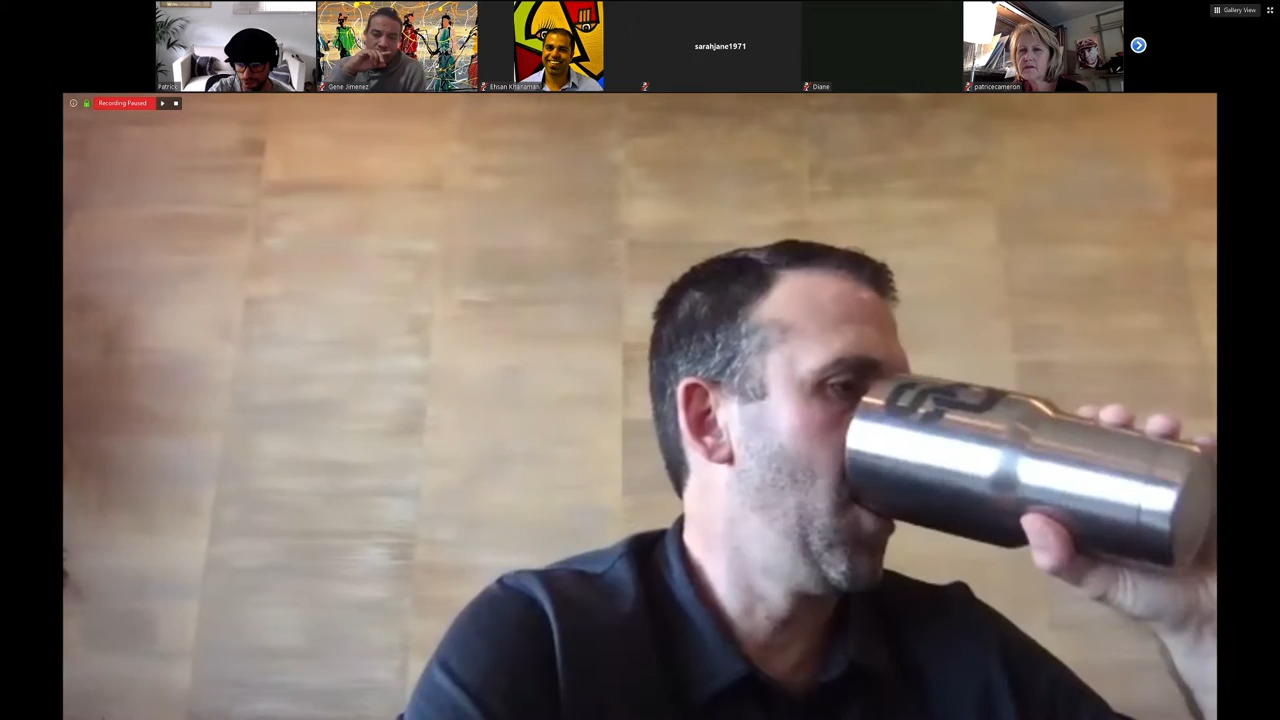 Gallery View
sarahjane1971
Patrick
Gene Jimenez
Ehsan Khanaman
Diane
patricecameron
Recording Paused